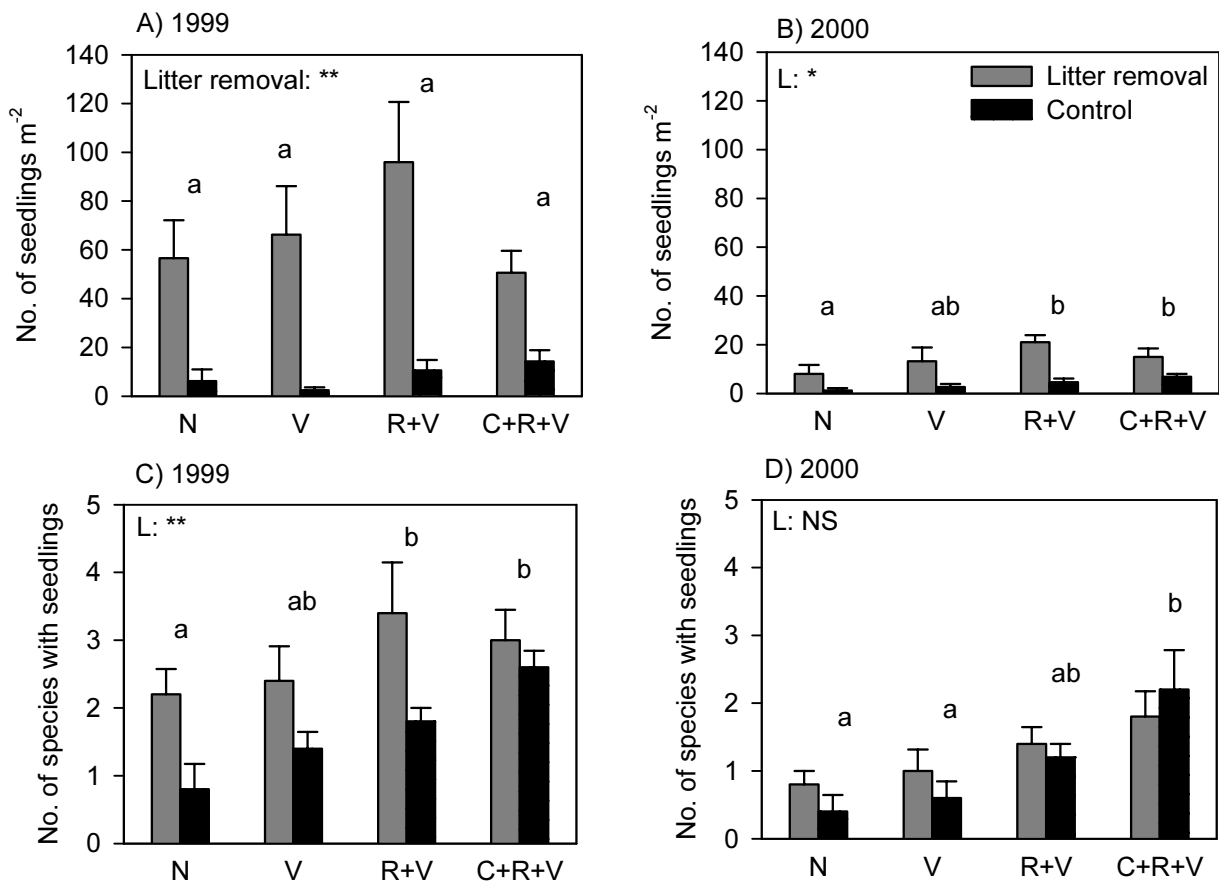 A) 1999
No. of seedlings m-2
140
120
100
80
60
40
20
0
Litter removal: **
a
a
a
a
N V R+V C+R+V
B) 2000
No. of seedlings m-2
140
120
100
80
60
40
20
0
L: *
Litter removal
Control
a ab b b
N V R+V C+R+V
C) 1999
No. of species with seedlings
5
4
3
2
1
0
L: **
a
ab
b
b
N V R+V C+R+V
D) 2000
No. of species with seedlings
5
4
3
2
1
0
L: NS
a
a
ab
b
N V R+V C+R+V